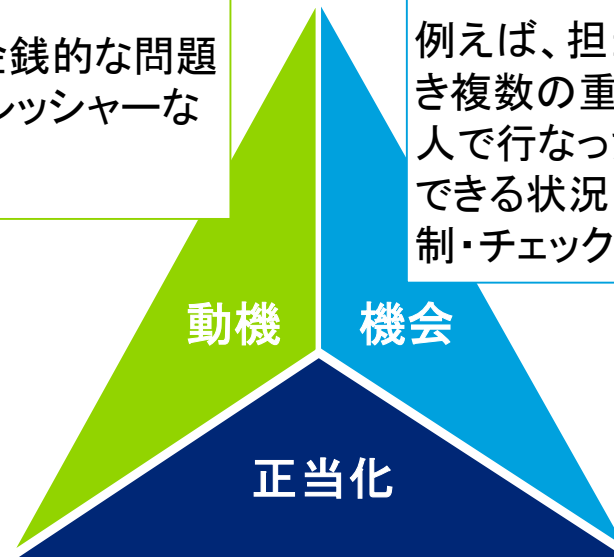 金銭的な問題
レッシャーな
例えば、担
き複数の重
人で行なっ
できる状況
制・チェック
動機
機会
正当化